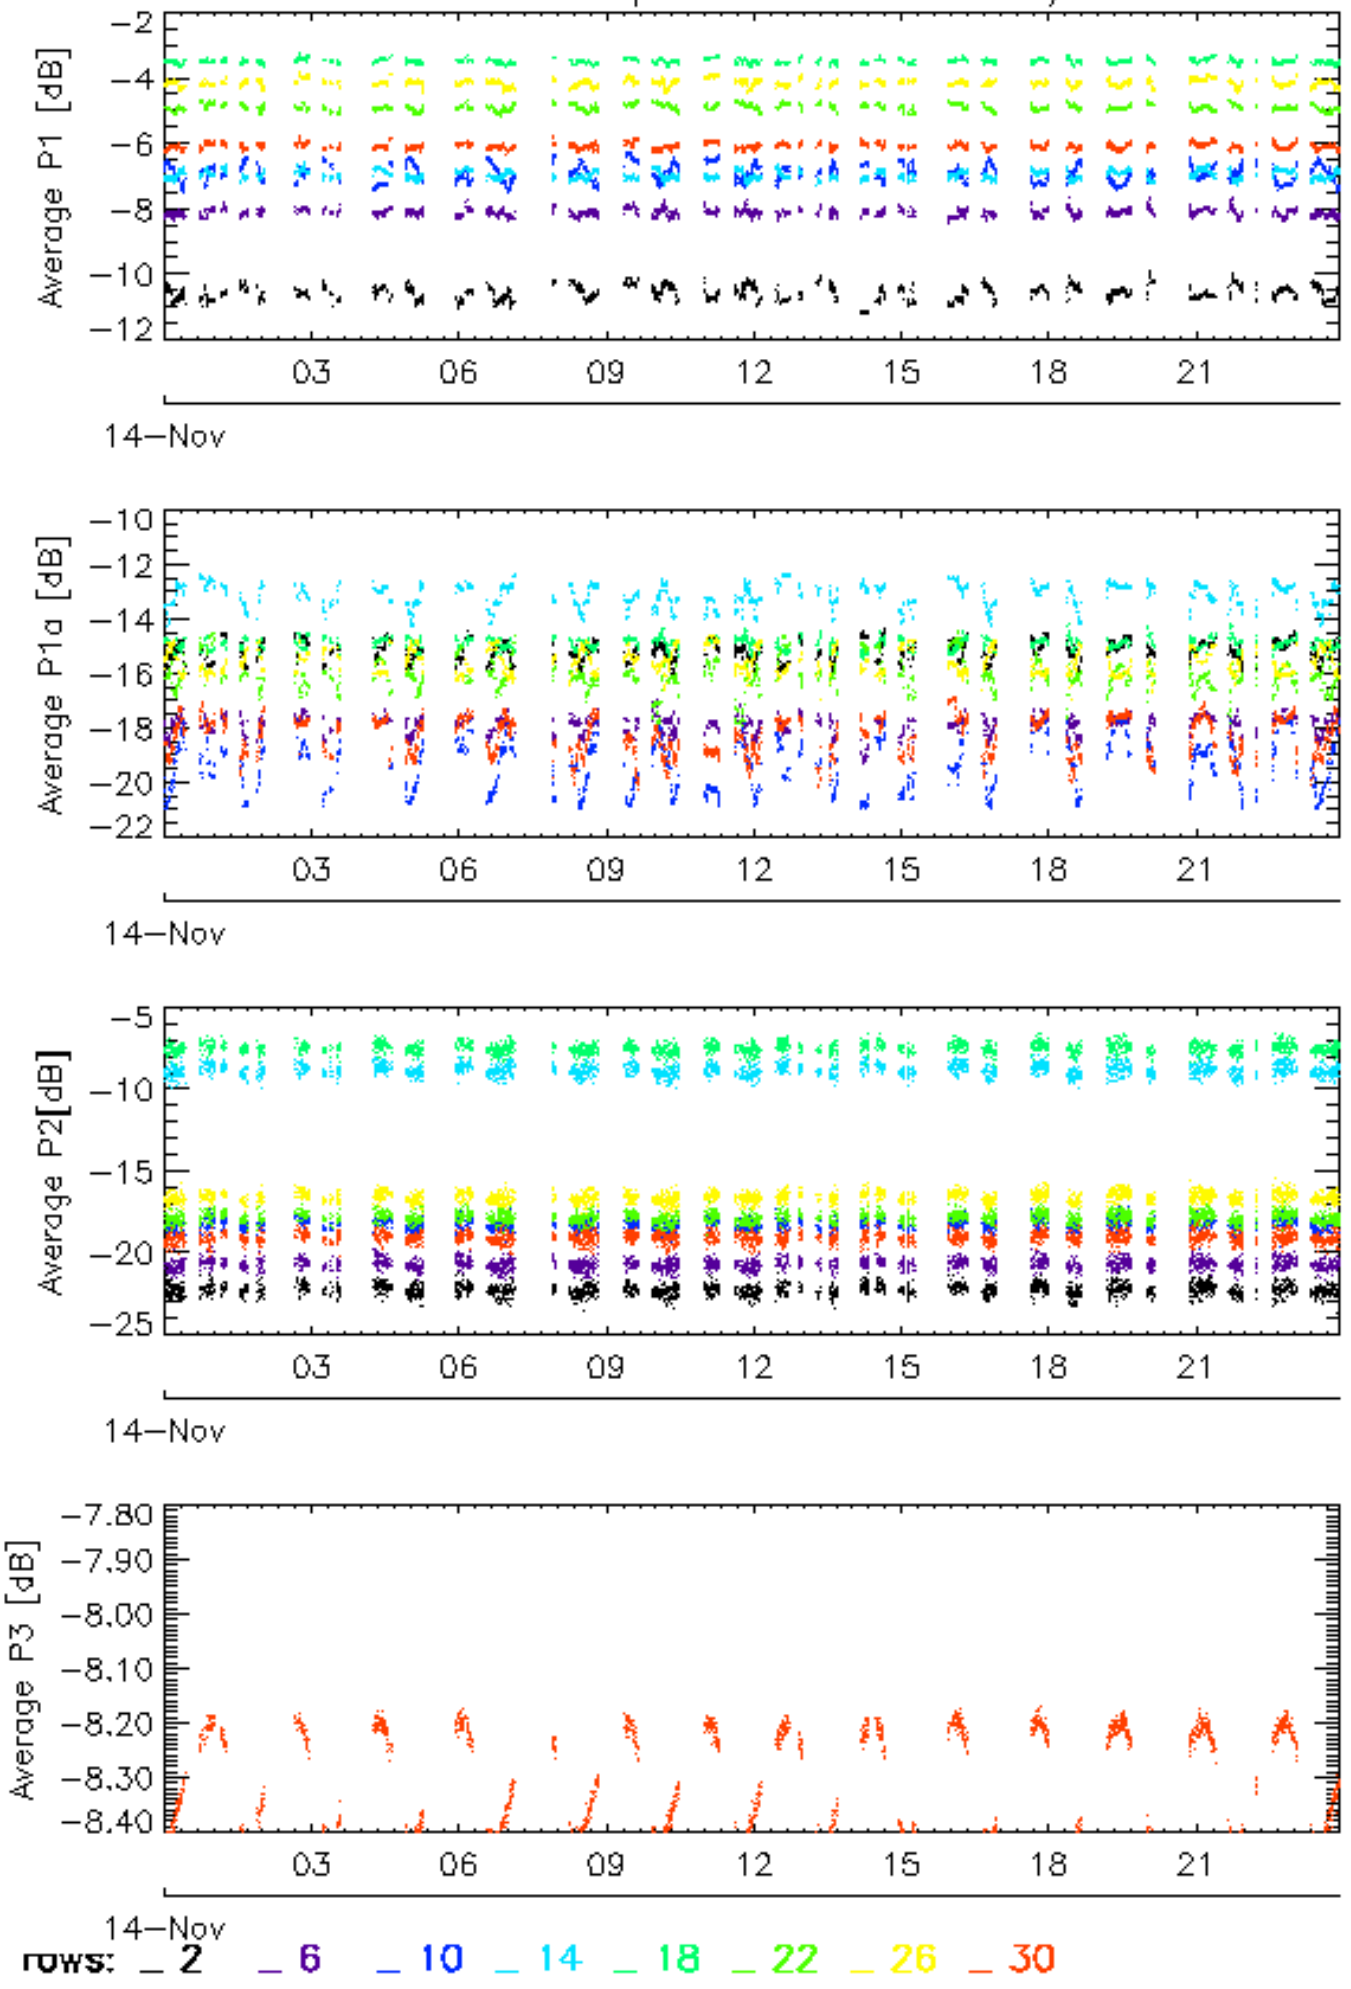 Average P1 [dB]
-2
-4
-6
-8
-10
-12
03 06 09 12 15 18 21
14-Nov
Average P1a [dB]
-10
-12
-14
-16
-18
-20
-22
03 06 09 12 15 18 21
14-Nov
Average P2[dB]
-5
-10
-15
-20
-25
03 06 09 12 15 18 21
14-Nov
Average P3 [dB]
-7.80
-7.90
-8.00
-8.10
-8.20
-8.30
-8.40
03 06 09 12 15 18 21
14-Nov
rows: _ 2 _ 6 _ 10 _ 14 _ 18 _ 22 _ 26 _ 30